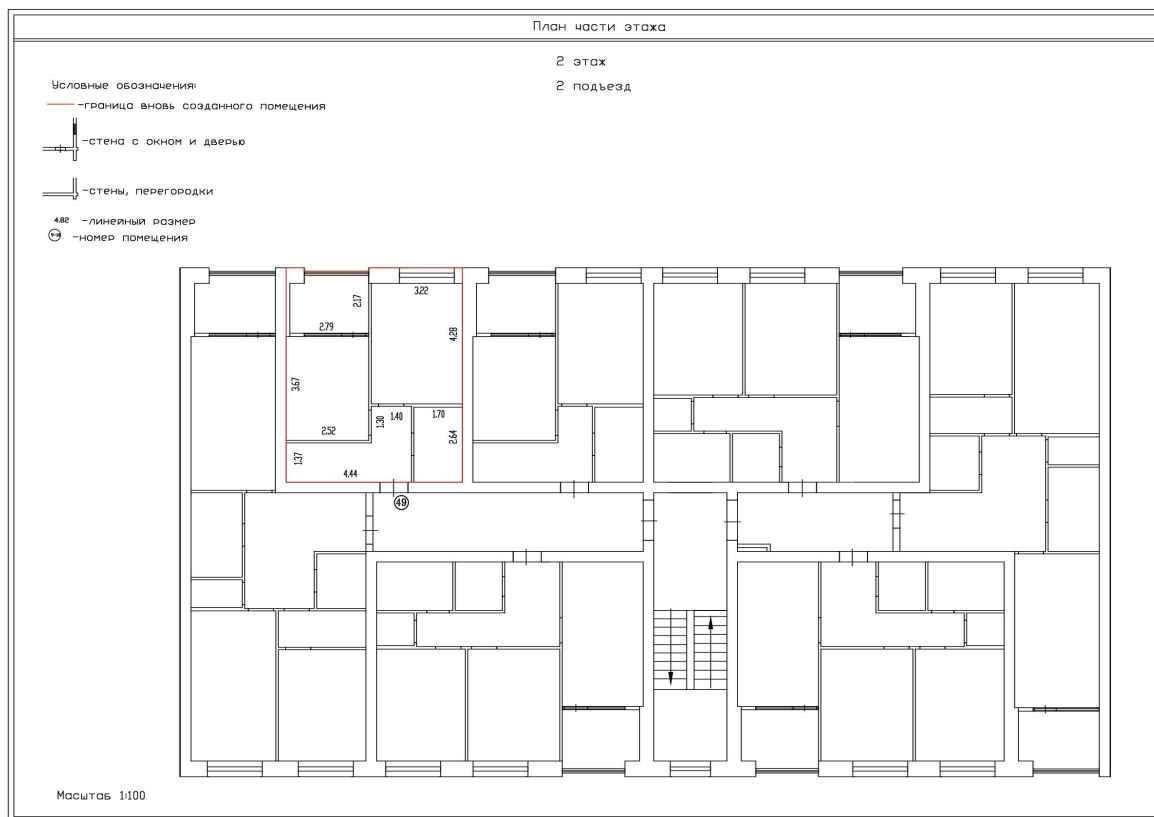 План части этажа
2 этаж
2 подъезд
Условные обозначения:
-граница вновь созданного помещения
-стена с окном и дверью
-стены, перегородки
4.82 -линейный размер
-номер помещения
3.22
2.17
2.79
4.28
3.67
1.30
1.40
1.70
2.52
2.64
1.37
4.44
49
Масштаб 1:100